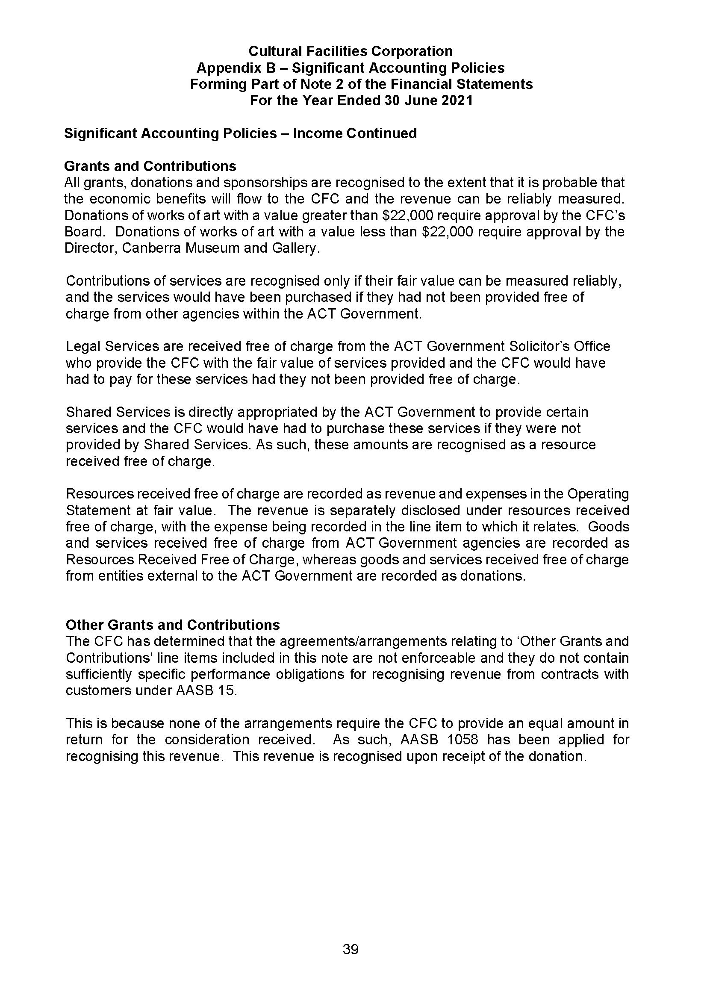 Cultural Facilities Corporation
Appendix B – Significant Accounting Policies
Forming Part of Note 2 of the Financial Statements
For the Year Ended 30 June 2021
Significant Accounting Policies – Income Continued
Grants and Contributions
All grants, donations and sponsorships are recognised to the extent that it is probable that
the economic benefits will flow to the CFC and the revenue can be reliably measured.
Donations of works of art with a value greater than $22,000 require approval by the CFC’s
Board.  Donations of works of art with a value less than $22,000 require approval by the
Director, Canberra Museum and Gallery.
Contributions of services are recognised only if their fair value can be measured reliably,
and the services would have been purchased if they had not been provided free of
charge from other agencies within the ACT Government.
Legal Services are received free of charge from the ACT Government Solicitor’s Office
who provide the CFC with the fair value of services provided and the CFC would have
had to pay for these services had they not been provided free of charge.
Shared Services is directly appropriated by the ACT Government to provide certain
services and the CFC would have had to purchase these services if they were not
provided by Shared Services. As such, these amounts are recognised as a resource
received free of charge.
Resources received free of charge are recorded as revenue and expenses in the Operating
Statement at fair value.  The revenue is separately disclosed under resources received
free of charge, with the expense being recorded in the line item to which it relates.  Goods
and services received free of charge from ACT Government agencies are recorded as
Resources Received Free of Charge, whereas goods and services received free of charge
from entities external to the ACT Government are recorded as donations.
Other Grants and Contributions
The CFC has determined that the agreements/arrangements relating to ‘Other Grants and
Contributions’ line items included in this note are not enforceable and they do not contain
sufficiently specific performance obligations for recognising revenue from contracts with
customers under AASB 15.
This is because none of the arrangements require the CFC to provide an equal amount in
return for the consideration received.  As such, AASB 1058 has been applied for
recognising this revenue.  This revenue is recognised upon receipt of the donation.
39